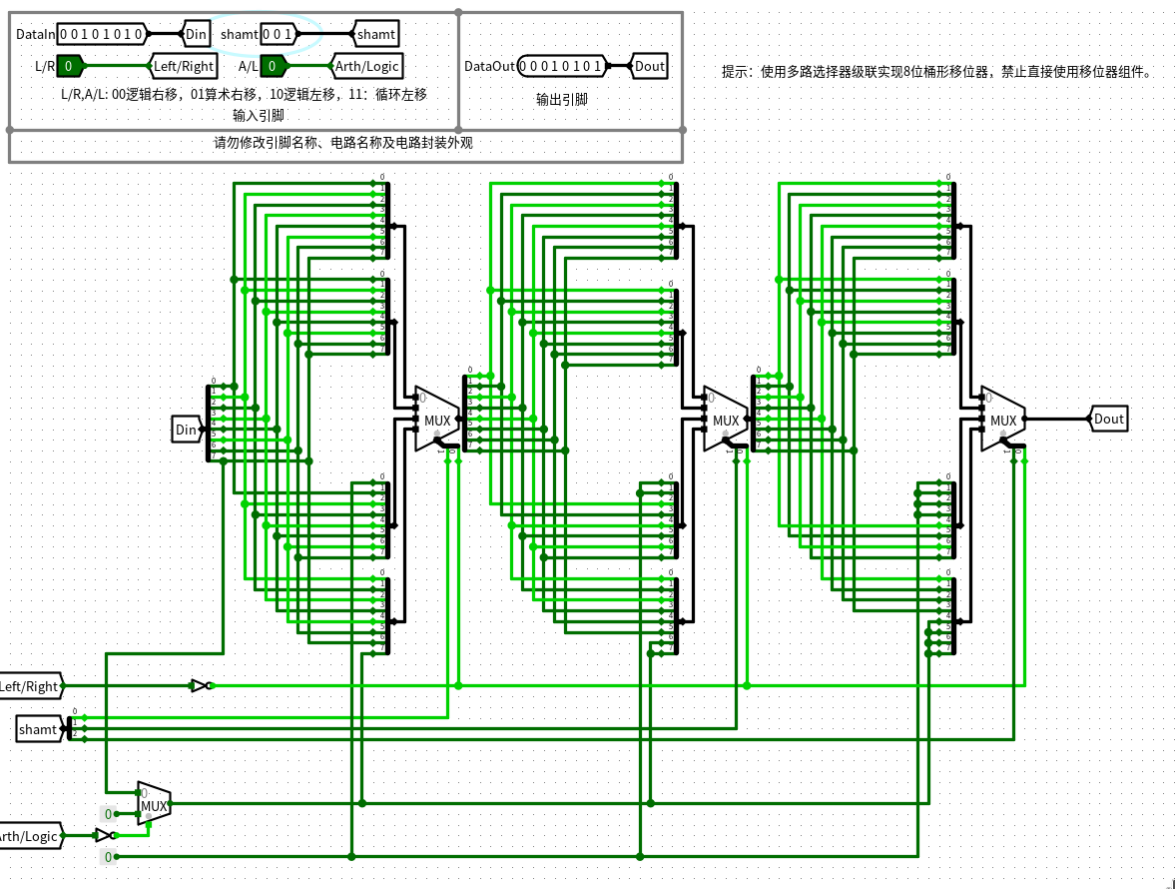 DataIn 0 0 1 0 1 0 1 0 Din shamt 0 0 1 shamt
L/R 0 Left/Right A/L 0 Arth/Logic
L/R,A/L: 00逻辑右移，01算术右移，10逻辑左移，11：循环左移
输入引脚
DataOut 0 0 0 1 0 1 0 1 Dout
输出引脚
请勿修改引脚名称、电路名称及电路封装外观
提示：使用多路选择器级联实现8位桶形移位器，禁止直接使用移位器组件。
Din
MUX
MUX
MUX
Dout
Left/Right
shamt
0
MUX
0
rth/Logic
0